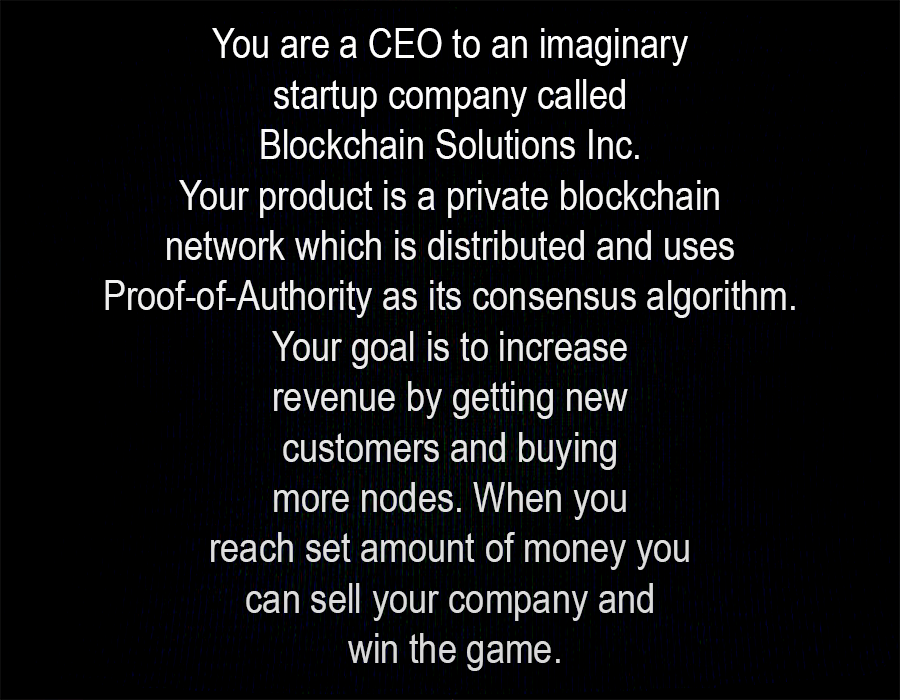 You are a CEO to an imaginary
startup company called
Blockchain Solutions Inc.
Your product is a private blockchain
network which is distributed and uses
Proof-of-Authority as its consensus algorithm.
Your goal is to increase
revenue by getting new
customers and buying
more nodes. When you
reach set amount of money you
can sell your company and
win the game.